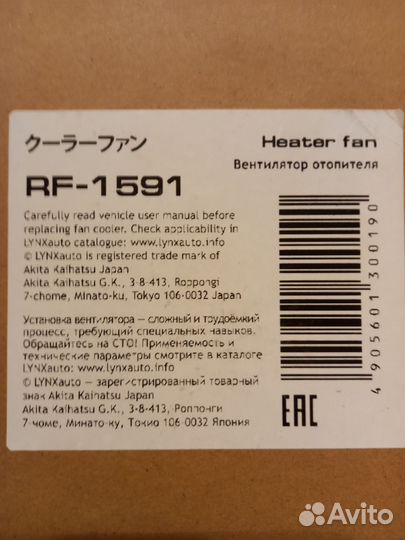 クーラーファン
Heater fan
Вентилятор отопителя
RF-1591
Carefully read vehicle user manual before
replacing fan cooler. Check applicability in
LYNXauto catalogue: www.lynxauto.info
© LYNXauto is registered trade mark of
Akita Kaihatsu Japan
Akita Kaihatsu G.K., 3-8-413, Roppongi
7-chome, Minato-ku, Tokyo 106-0032 Japan
Установка вентилятора – сложный и трудоёмкий
процесс, требующий специальных навыков.
Обращайтесь на СТО! Применяемость и
технические параметры смотрите в каталоге
LYNXauto: www.lynxauto.info
© LYNXauto – зарегистрированный товарный
знак Akita Kaihatsu Japan
Akita Kaihatsu G.K., 3-8-413, Роппонги
7-чоме, Минато-ку, Токио 106-0032 Япония
4 905601 300190
EAC
Avito